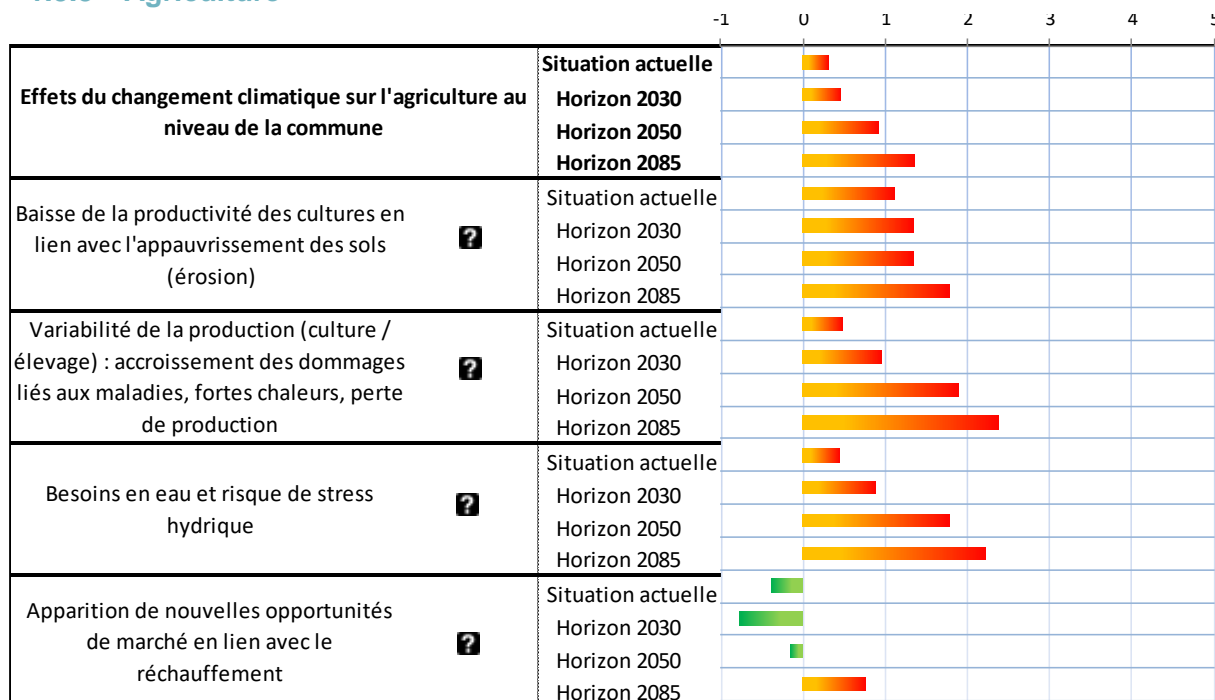 -1 0 1 2 3 4 5
Effets du changement climatique sur l'agriculture au
niveau de la commune
Situation actuelle
Horizon 2030
Horizon 2050
Horizon 2085
Baisse de la productivité des cultures en
lien avec l'appauvrissement des sols
(érosion)
?
Situation actuelle
Horizon 2030
Horizon 2050
Horizon 2085
Variabilité de la production (culture /
élevage) : accroissement des dommages
liés aux maladies, fortes chaleurs, perte
de production
?
Situation actuelle
Horizon 2030
Horizon 2050
Horizon 2085
Besoins en eau et risque de stress
hydrique
?
Situation actuelle
Horizon 2030
Horizon 2050
Horizon 2085
Apparition de nouvelles opportunités
de marché en lien avec le
réchauffement
?
Situation actuelle
Horizon 2030
Horizon 2050
Horizon 2085